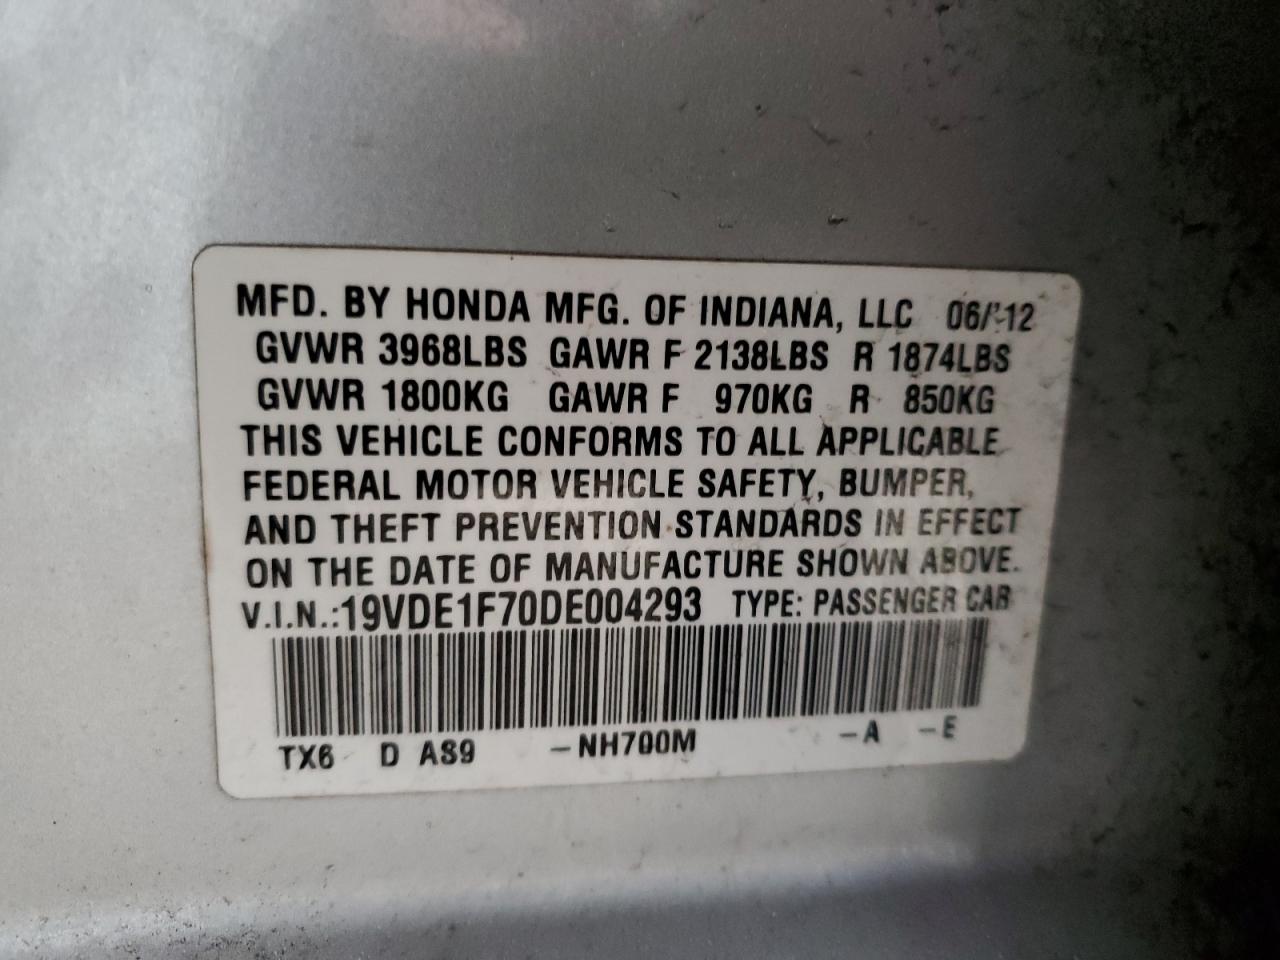 MFD. BY HONDA MFG. OF INDIANA, LLC 06/12
GVWR 3968LBS GAWR F 2138LBS R 1874LBS
GVWR 1800KG GAWR F 970KG R 850KG
THIS VEHICLE CONFORMS TO ALL APPLICABLE
FEDERAL MOTOR VEHICLE SAFETY, BUMPER,
AND THEFT PREVENTION STANDARDS IN EFFECT
ON THE DATE OF MANUFACTURE SHOWN ABOVE.
V.I.N.:19VDE1F70DE004293 TYPE: PASSENGER CAR
TX6 D AS9 -NH700M -A -E